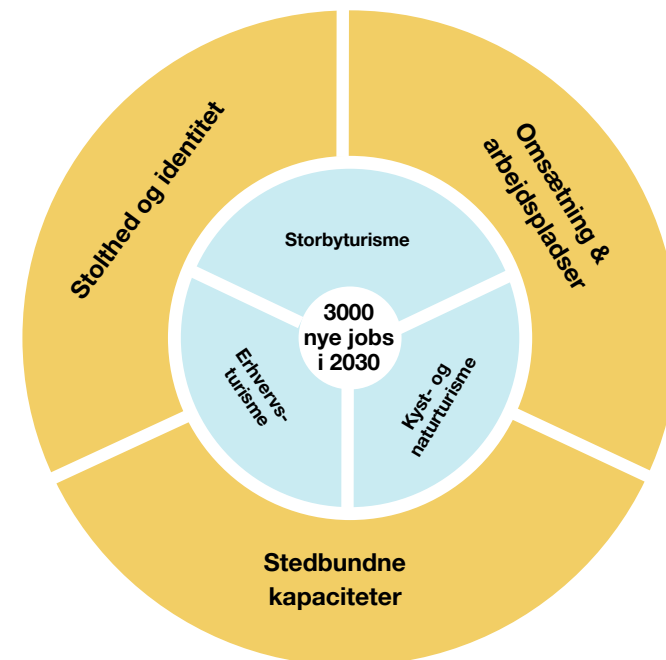 Stolthed og identitet
Omsætning &
arbejdspladser
Storbyturisme
3000
nye jobs
i 2030
Erhvervs-
turisme
Kyst- og
naturturisme
Stedbundne
kapaciteter